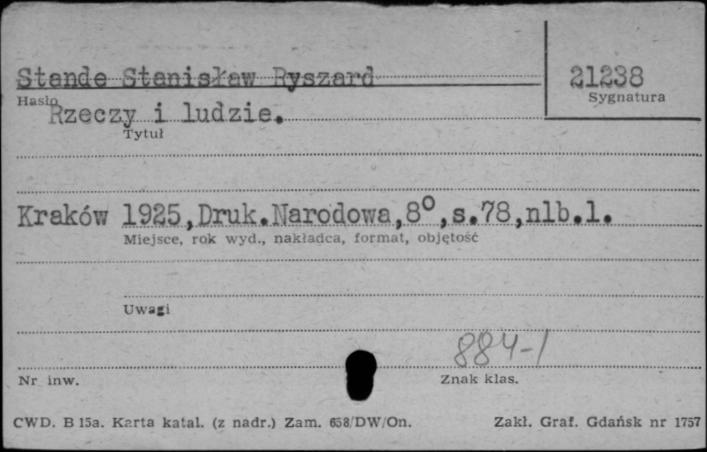 Stande Stanisław Ryszard
21238
Hasło
Sygnatura
Rzeczy i ludzie.
Tytuł
Kraków 1925,Druk.Narodowa,8°,s.78,nlb.1.
Miejsce, rok wyd., nakładca, format, objętość
Uwagi
884-1
Nr inw.
Znak klas.
CWD. B 15a. Karta katal. (z nadr.) Zam. 658/DW/On.
Zakł. Graf. Gdańsk nr 1757